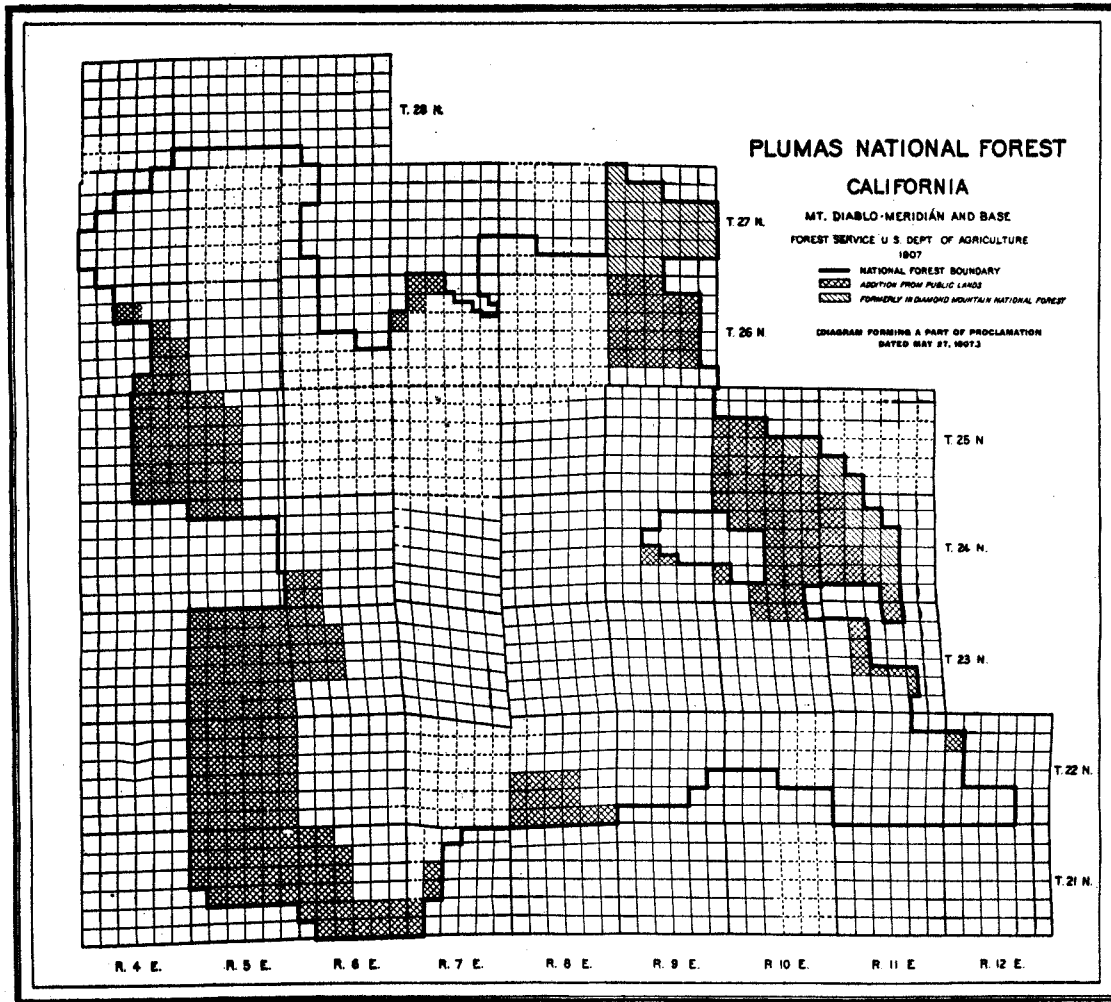 T. 28 N.
PLUMAS NATIONAL FOREST
CALIFORNIA
MT. DIABLO-MERIDIÁN AND BASE
FOREST SERVICE U.S. DEPT OF AGRICULTURE
1907
NATIONAL FOREST BOUNDARY
ADDITION FROM PUBLIC LANDS
FORMERLY IN DIAMOND MOUNTAIN NATIONAL FOREST
(DIAGRAM FORMING A PART OF PROCLAMATION
DATED MAY 27, 1907.)
T. 27 N.
T. 26 N.
T. 25 N
T. 24 N.
T. 23 N.
T. 22 N.
T. 21 N.
R. 4 E.
R. 5 E.
R. 6 E.
R. 7 E.
R. 8 E.
R. 9 E.
R 10 E.
R. 11 E
R. 12 E.